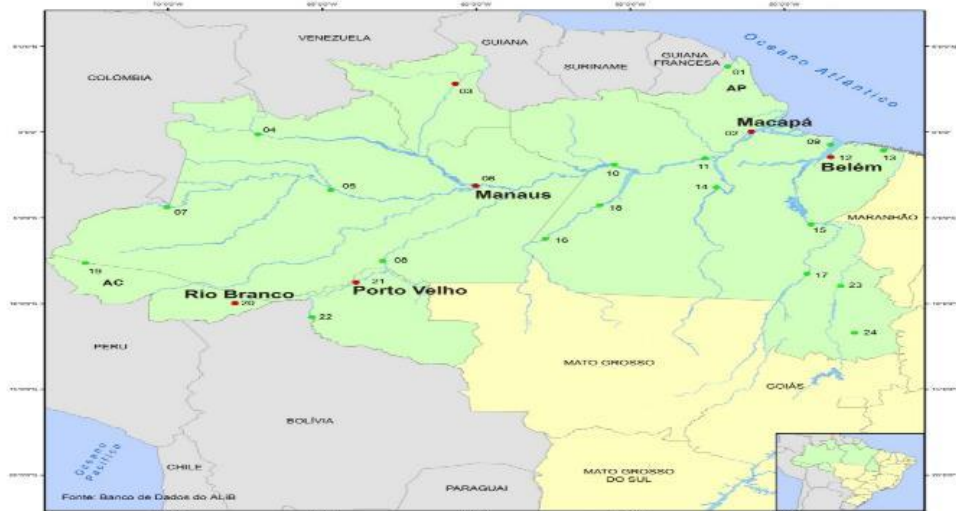 VENEZUELA
GUIANA
COLÔMBIA
SURINAME
GUIANA
FRANCESA
Oceano Atlântico
01
AP
03
Macapá
02
04
09
12
13
Belém
10
11
06
Manaus
05
14
07
18
MARANHÃO
15
16
19
08
17
AC
21
Rio Branco
Porto Velho
20
23
22
24
PERU
MATO GROSSO
GOIÁS
BOLÍVIA
Oceano
Pacífico
CHILE
MATO GROSSO
DO SUL
PARAGUAI
Fonte: Banco de Dados do ALiB